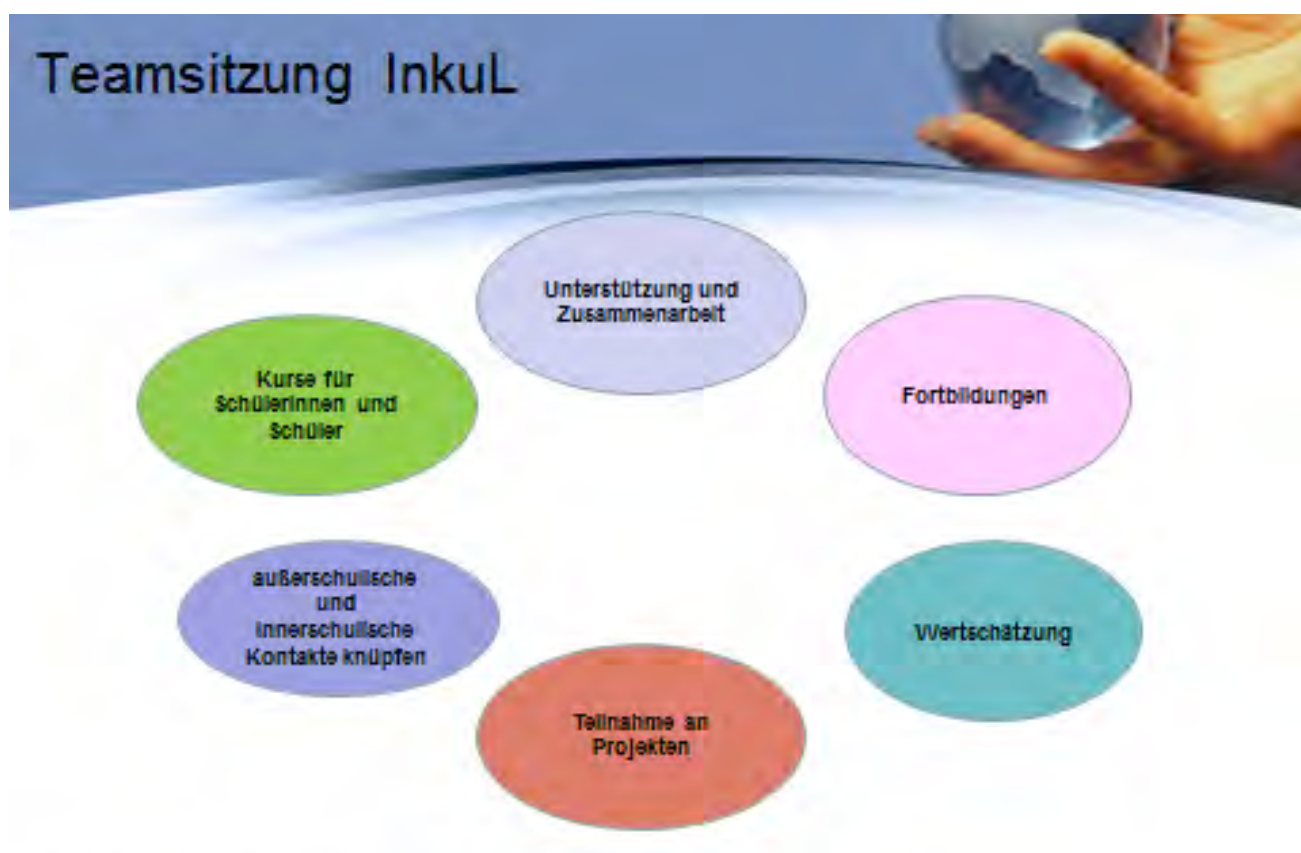 Teamsitzung InkuL
Unterstützung und
Zusammenarbeit
Fortbildungen
Wertschätzung
Teilnahme an
Projekten
außerschulische
und
innerschulische
Kontakte knüpfen
Kurse für
Schülerinnen und
Schüler